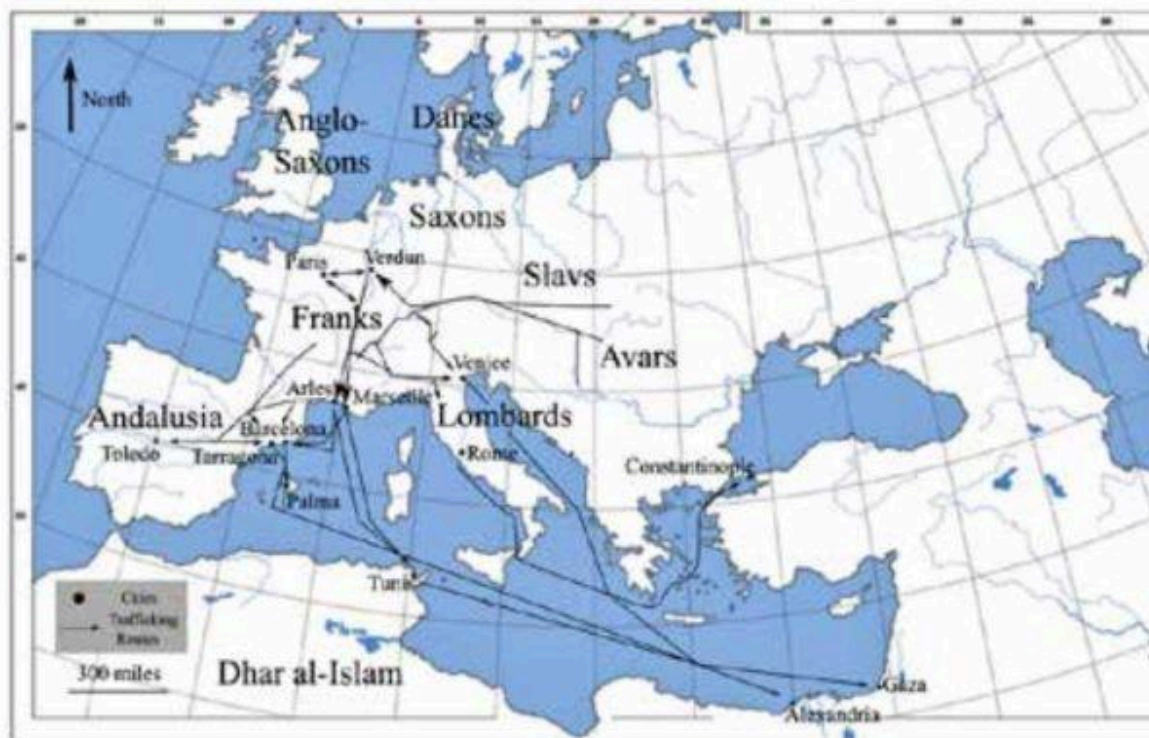 North
Anglo-
Saxons
Danes
Saxons
Paris
Verdun
Slavs
Franks
Avars
Venice
Arles
Marseille
Andalusia
Lombards
Barcelona
Toledo
Tarragona
Rome
Constantinople
Palma
Tunis
Cities
Trafficking
Routes
300 miles
Dhar al-Islam
Gaza
Alexandria